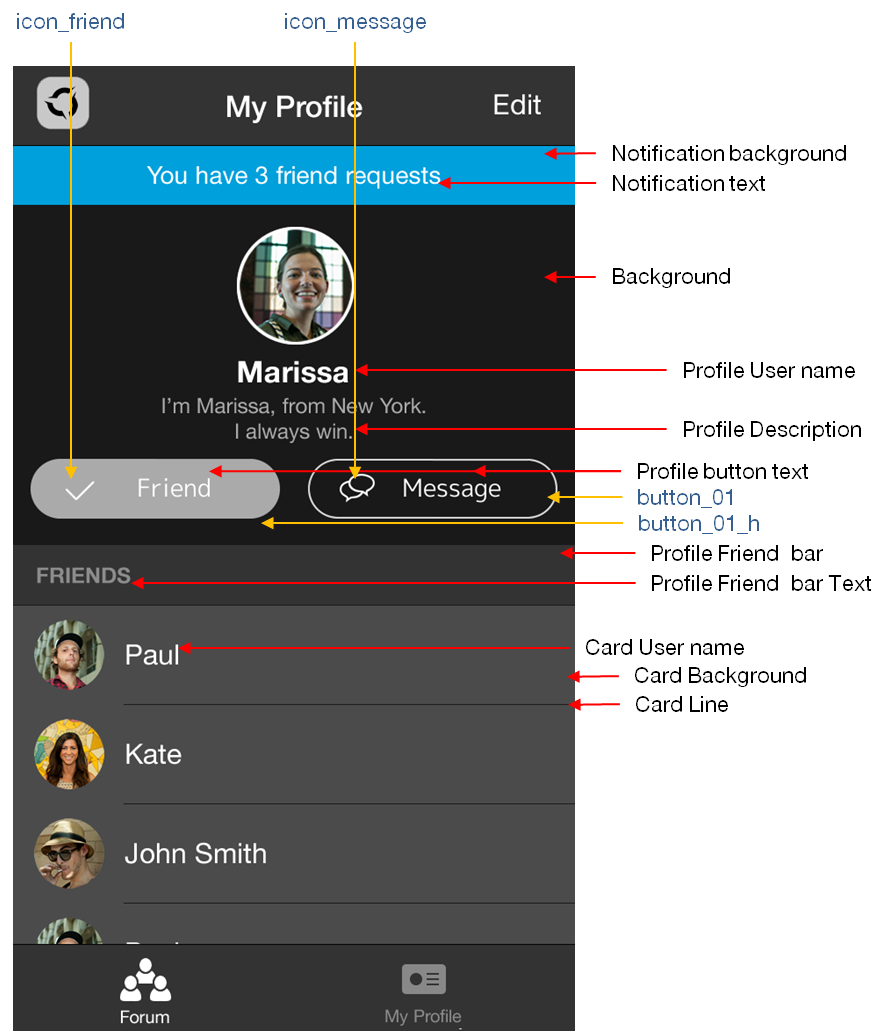 icon_friend
icon_message
My Profile
Edit
Notification background
You have 3 friend requests
Notification text
Background
Marissa
Profile User name
I'm Marissa, from New York.
I always win.
Profile Description
Friend
Message
Profile button text
button_01
button_01_h
Profile Friend bar
FRIENDS
Profile Friend bar Text
Paul
Card User name
Card Background
Card Line
Kate
John Smith
Forum
My Profile